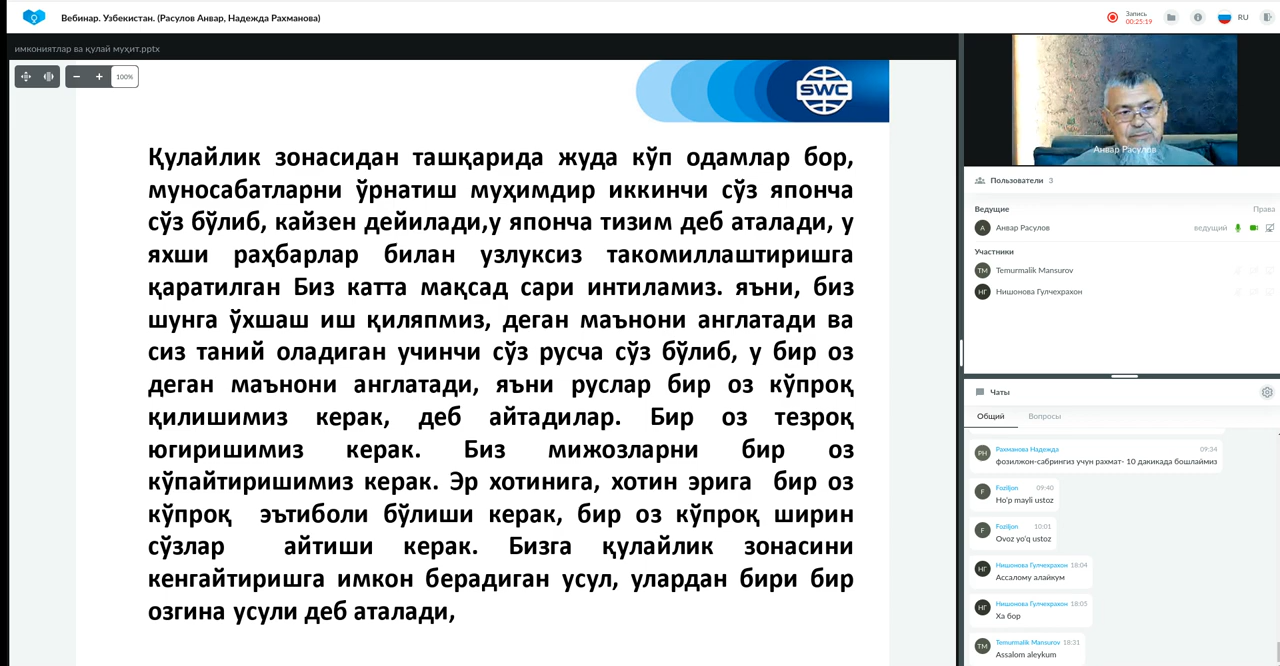 Вебинар. Узбекистан. (Расулов Анвар, Надежда Рахманова)
Запись
00:25:19
RU
имкониятлар ва қулай муҳит.pptx
100%
SWC
Қулайлик зонасидан ташқарида жуда кўп одамлар бор,
муносабатларни ўрнатиш муҳимдир иккинчи сўз японча
сўз бўлиб, кайзен дейилади,у японча тизим деб аталади, у
яхши раҳбарлар билан узлуксиз такомиллаштиришга
қаратилган Биз катта мақсад сари интиламиз. яъни, биз
шунга ўхшаш иш қиляпмиз, деган маънони англатади ва
сиз таний оладиган учинчи сўз русча сўз бўлиб, у бир оз
деган маънони англатади, яъни руслар бир оз кўпроқ
қилишимиз керак, деб айтадилар. Бир оз тезроқ
югиришимиз керак. Биз мижозларни бир оз
кўпайтиришимиз керак. Эр хотинига, хотин эрига бир оз
кўпроқ эътиболи бўлиши керак, бир оз кўпроқ ширин
сўзлар айтиши керак. Бизга қулайлик зонасини
кенгайтиришга имкон берадиган усул, улардан бири бир
озгина усули деб аталади,
Анвар Расулов
Пользователи 3
Ведущие Права
А Анвар Расулов ведущий
Участники
TM Temurmalik Mansurov
НГ Нишонова Гулчехрахон
Чаты
Общий Вопросы
РН Рахманова Надежда 09:34
фозилжон-сабрингиз учун рахмат- 10 дакикада бошлаймиз
F Foziljon 09:40
Ho'p mayli ustoz
F Foziljon 10:01
Ovoz yo'q ustoz
НГ Нишонова Гулчехрахон 18:04
Ассалому алайкум
НГ Нишонова Гулчехрахон 18:05
Ха бор
TM Temurmalik Mansurov 18:31
Assalom aleykum